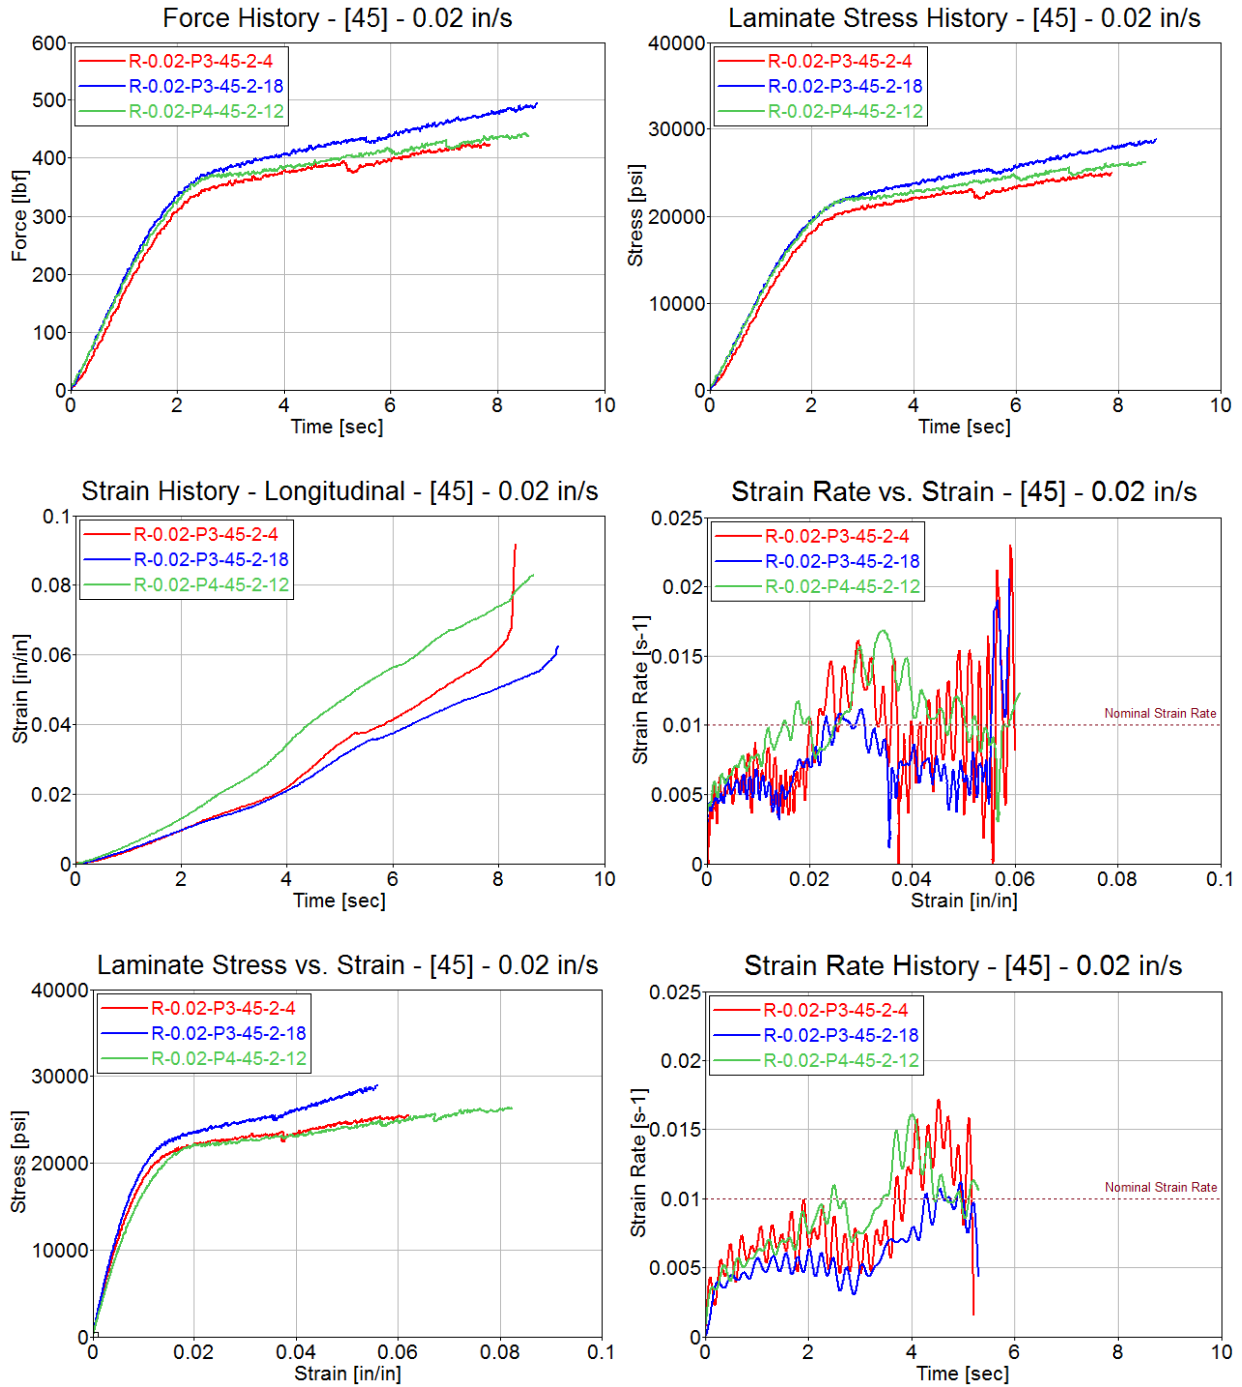 Force History - [45] - 0.02 in/s
600
500
400
300
200
100
0
Force [lbf]
R-0.02-P3-45-2-4
R-0.02-P3-45-2-18
R-0.02-P4-45-2-12
0 2 4 6 8 10
Time [sec]
Laminate Stress History - [45] - 0.02 in/s
40000
30000
20000
10000
0
Stress [psi]
R-0.02-P3-45-2-4
R-0.02-P3-45-2-18
R-0.02-P4-45-2-12
0 2 4 6 8 10
Time [sec]
Strain History - Longitudinal - [45] - 0.02 in/s
0.1
0.08
0.06
0.04
0.02
0
Strain [in/in]
R-0.02-P3-45-2-4
R-0.02-P3-45-2-18
R-0.02-P4-45-2-12
0 2 4 6 8 10
Time [sec]
Strain Rate vs. Strain - [45] - 0.02 in/s
0.025
0.02
0.015
0.01
0.005
0
Strain Rate [s-1]
R-0.02-P3-45-2-4
R-0.02-P3-45-2-18
R-0.02-P4-45-2-12
Nominal Strain Rate
0 0.02 0.04 0.06 0.08 0.1
Strain [in/in]
Laminate Stress vs. Strain - [45] - 0.02 in/s
40000
30000
20000
10000
0
Stress [psi]
R-0.02-P3-45-2-4
R-0.02-P3-45-2-18
R-0.02-P4-45-2-12
0 0.02 0.04 0.06 0.08 0.1
Strain [in/in]
Strain Rate History - [45] - 0.02 in/s
0.025
0.02
0.015
0.01
0.005
0
Strain Rate [s-1]
R-0.02-P3-45-2-4
R-0.02-P3-45-2-18
R-0.02-P4-45-2-12
Nominal Strain Rate
0 2 4 6 8 10
Time [sec]